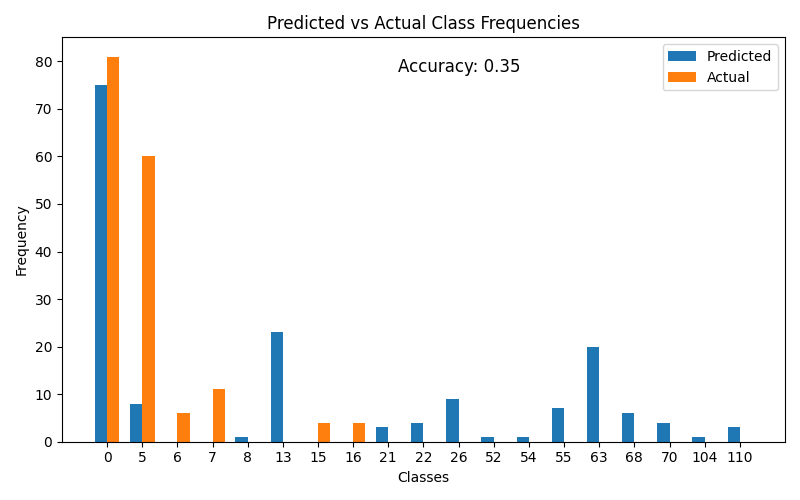 Predicted vs Actual Class Frequencies
Accuracy: 0.35
Predicted
Actual
Frequency
80
70
60
50
40
30
20
10
0
0 5 6 7 8 13 15 16 21 22 26 52 54 55 63 68 70 104 110
Classes